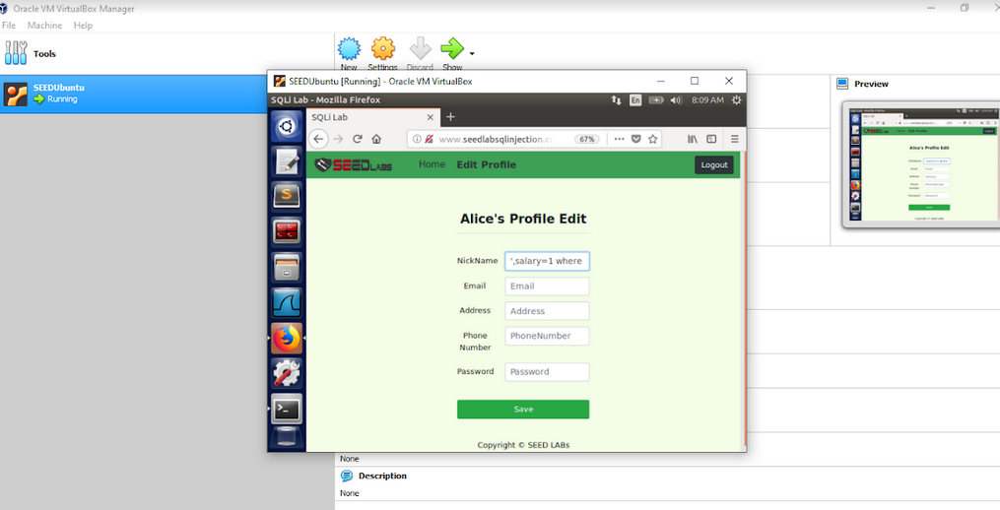 Oracle VM VirtualBox Manager
File Machine Help
Tools
New Settings Discard Show
SEEDUbuntu
Running
Preview
SEEDUbuntu [Running] - Oracle VM VirtualBox
SQLi Lab - Mozilla Firefox
En
8:09 AM
SQLi Lab
www.seedlabsqlinjection.c
67%
SEEDLABS
Home Edit Profile
Logout
Alice's Profile Edit
NickName ',salary=1 where
Email Email
Address Address
Phone
Number
PhoneNumber
Password Password
Save
Copyright © SEED LABs
None
Description
None
Alice's Profile Edit